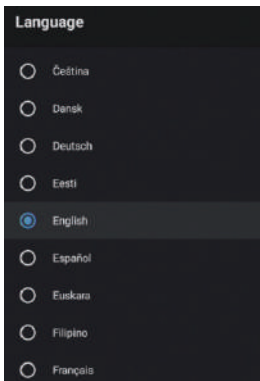 Language
Čeština
Dansk
Deutsch
Eesti
English
Español
Euskara
Filipino
Français